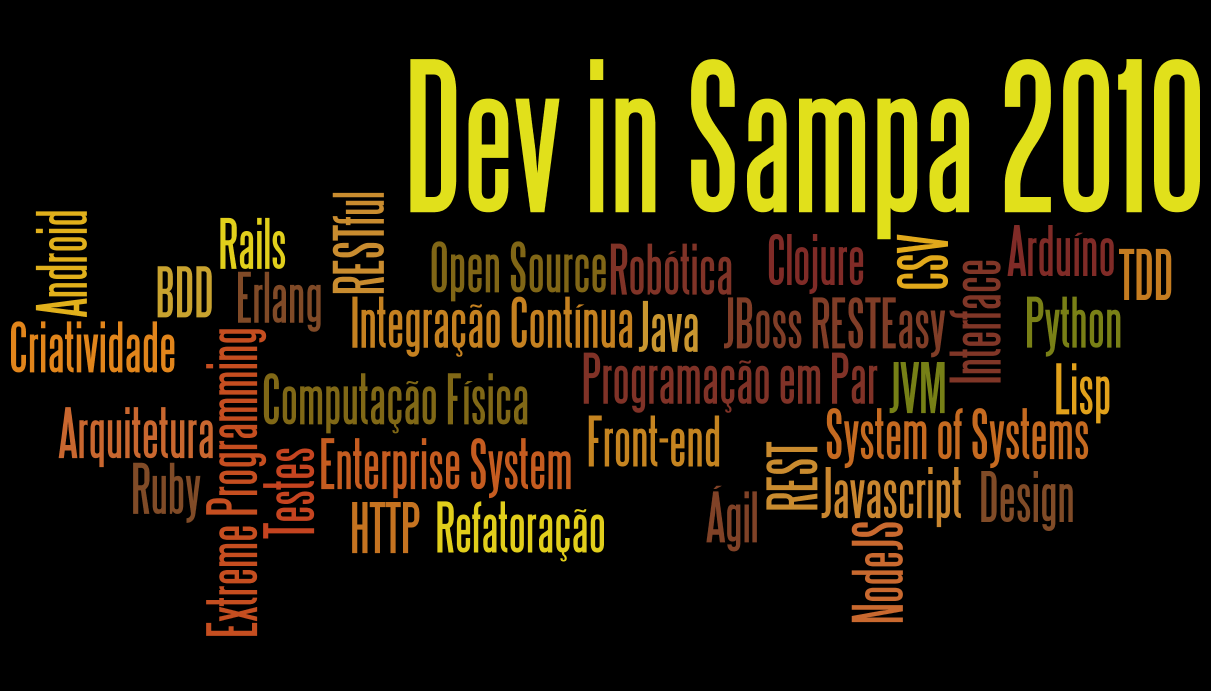 Dev in Sampa 2010
Android
Rails
RESTful
BDD
Erlang
Open Source
Robótica
Clojure
CSV
Arduíno
TDD
Criatividade
Integração Contínua
Java
JBoss RESTEasy
Interface
Python
Extreme Programming
Computação Física
Programação em Par
JVM
Lisp
Arquitetura
Ruby
Testes
Enterprise System
Front-end
System of Systems
REST
Javascript
Design
HTTP
Refatoração
Ágil
NodeJS